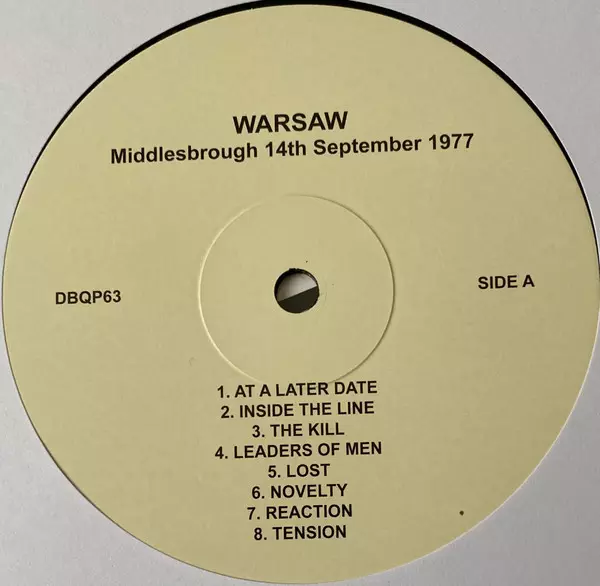 WARSAW
Middlesbrough 14th September 1977
DBQP63
SIDE A
1. AT A LATER DATE
2. INSIDE THE LINE
3. THE KILL
4. LEADERS OF MEN
5. LOST
6. NOVELTY
7. REACTION
8. TENSION